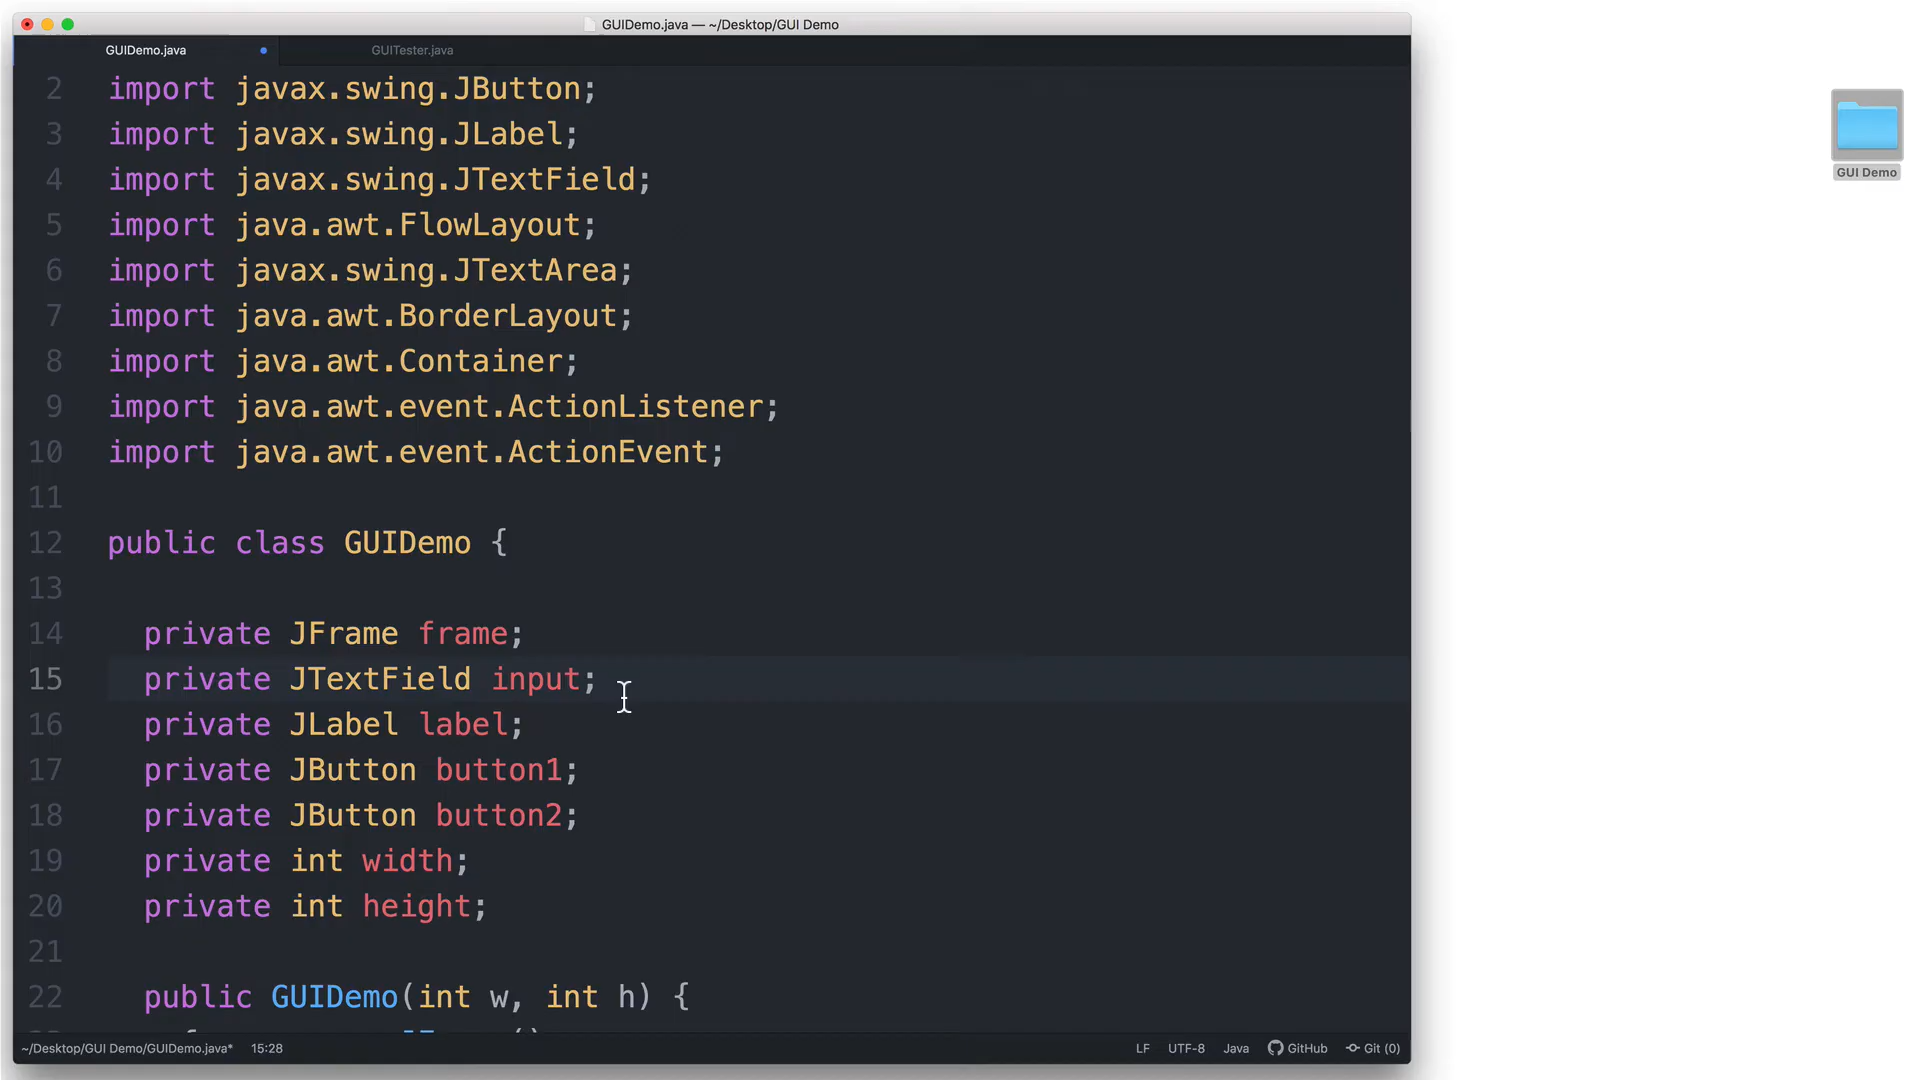 GUIDemo.java — ~/Desktop/GUI Demo
GUIDemo.java
GUITester.java
2 import javax.swing.JButton;
3 import javax.swing.JLabel;
4 import javax.swing.JTextField;
5 import java.awt.FlowLayout;
6 import javax.swing.JTextArea;
7 import java.awt.BorderLayout;
8 import java.awt.Container;
9 import java.awt.event.ActionListener;
10 import java.awt.event.ActionEvent;
11
12 public class GUIDemo {
13
14 private JFrame frame;
15 private JTextField input;
16 private JLabel label;
17 private JButton button1;
18 private JButton button2;
19 private int width;
20 private int height;
21
22 public GUIDemo(int w, int h) {
~/Desktop/GUI Demo/GUIDemo.java* 15:28 LF UTF-8 Java GitHub Git (0)
GUI Demo